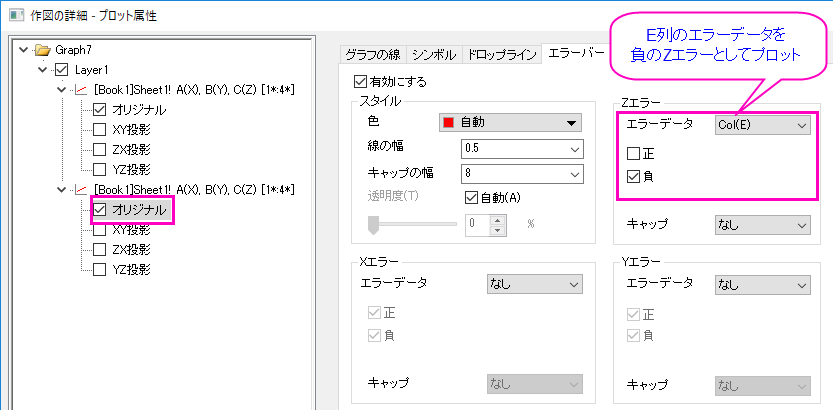 作図の詳細 - プロット属性
Graph7
Layer1
[Book1]Sheet1! A(X), B(Y), C(Z) [1*:4*]
オリジナル
XY投影
ZX投影
YZ投影
[Book1]Sheet1! A(X), B(Y), C(Z) [1*:4*]
オリジナル
XY投影
ZX投影
YZ投影
E列のエラーデータを
負のZエラーとしてプロット
グラフの線 シンボル ドロップライン エラーバー
有効にする
スタイル
色 自動
線の幅 0.5
キャップの幅 8
透明度(T) 自動(A)
0 %
Zエラー
エラーデータ Col(E)
正
負
キャップ なし
Xエラー
エラーデータ なし
正
負
キャップ なし
Yエラー
エラーデータ なし
正
負
キャップ なし